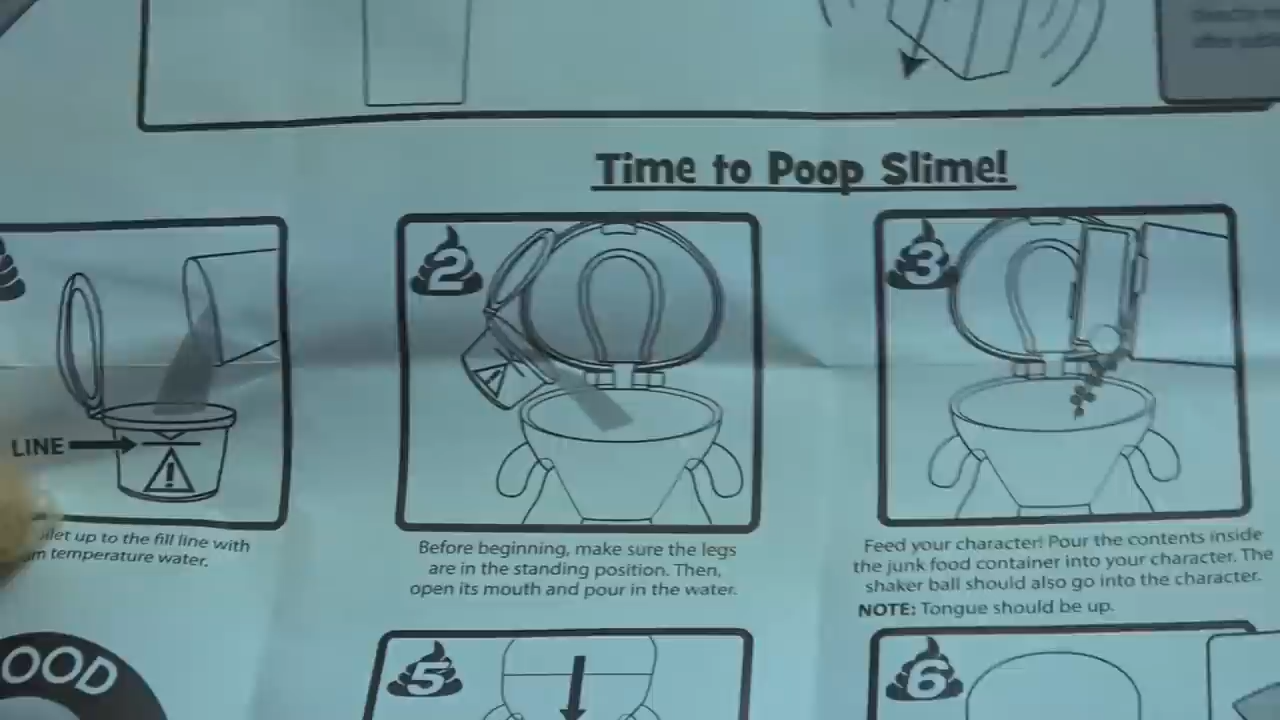 Time to Poop Slime!
LINE
up to the fill line with
temperature water.
2
Before beginning, make sure the legs
are in the standing position. Then,
open its mouth and pour in the water.
3
Feed your character! Pour the contents inside
the junk food container into your character. The
shaker ball should also go into the character.
NOTE: Tongue should be up.
OOD
5
6